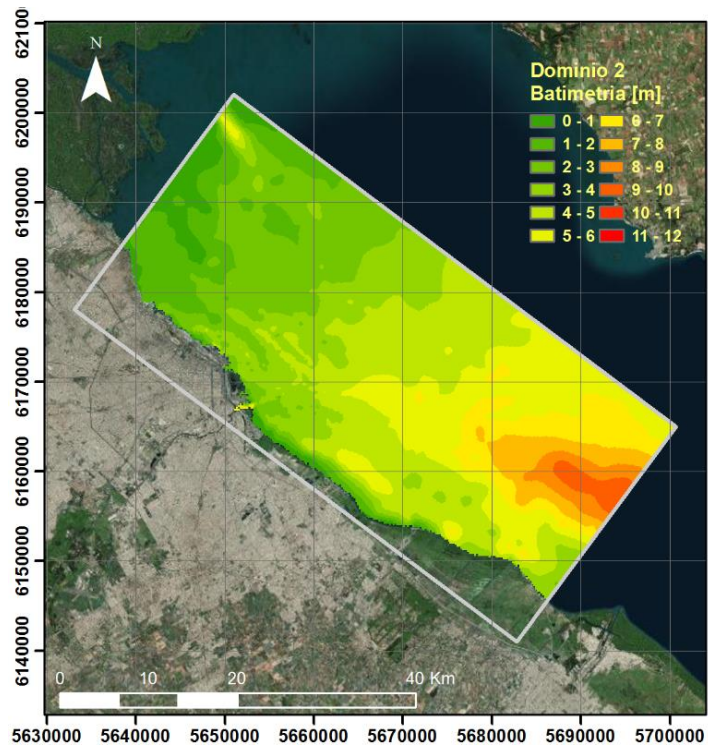 N
Dominio 2
Batimetria [m]
0 - 1 6 - 7
1 - 2 7 - 8
2 - 3 8 - 9
3 - 4 9 - 10
4 - 5 10 - 11
5 - 6 11 - 12
62100
6200000
6190000
6180000
6170000
6160000
6150000
6140000
0 10 20 40 Km
5630000 5640000 5650000 5660000 5670000 5680000 5690000 5700000